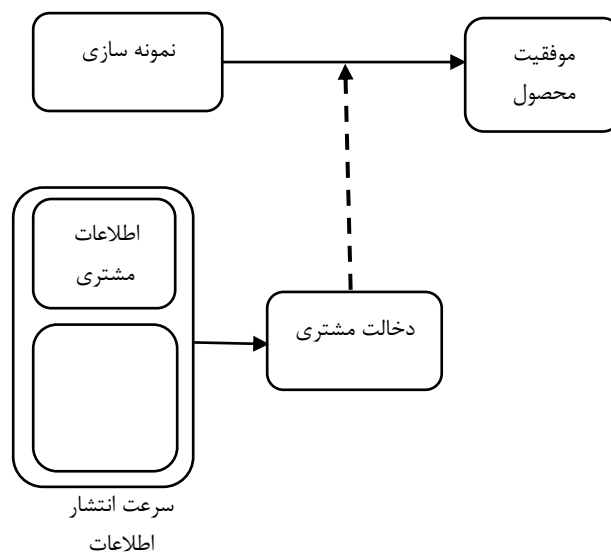 نمونه سازی
موفقیت
محصول
اطلاعات
مشتری
دخالت مشتری
سرعت انتشار
اطلاعات